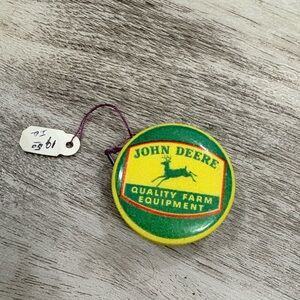 JOHN DEERE
QUALITY FARM
EQUIPMENT